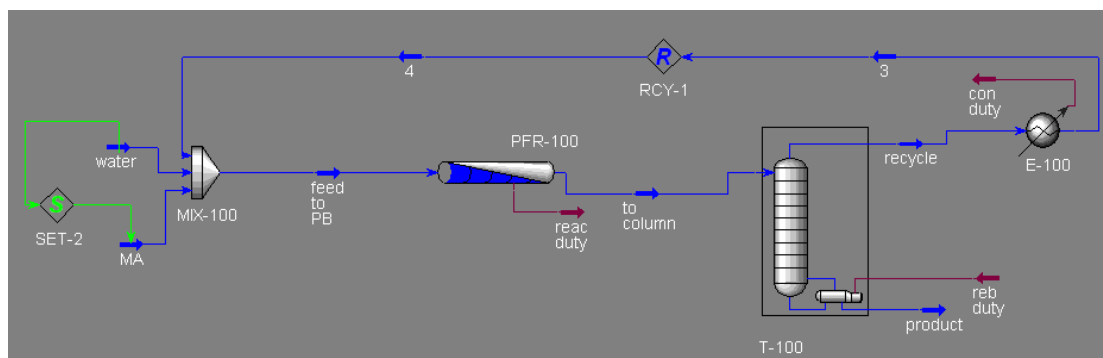 4
R
RCY-1
3
con
duty
water
S
SET-2
MA
MIX-100
feed
to
PB
PFR-100
reac
duty
to
column
recycle
E-100
reb
duty
product
T-100